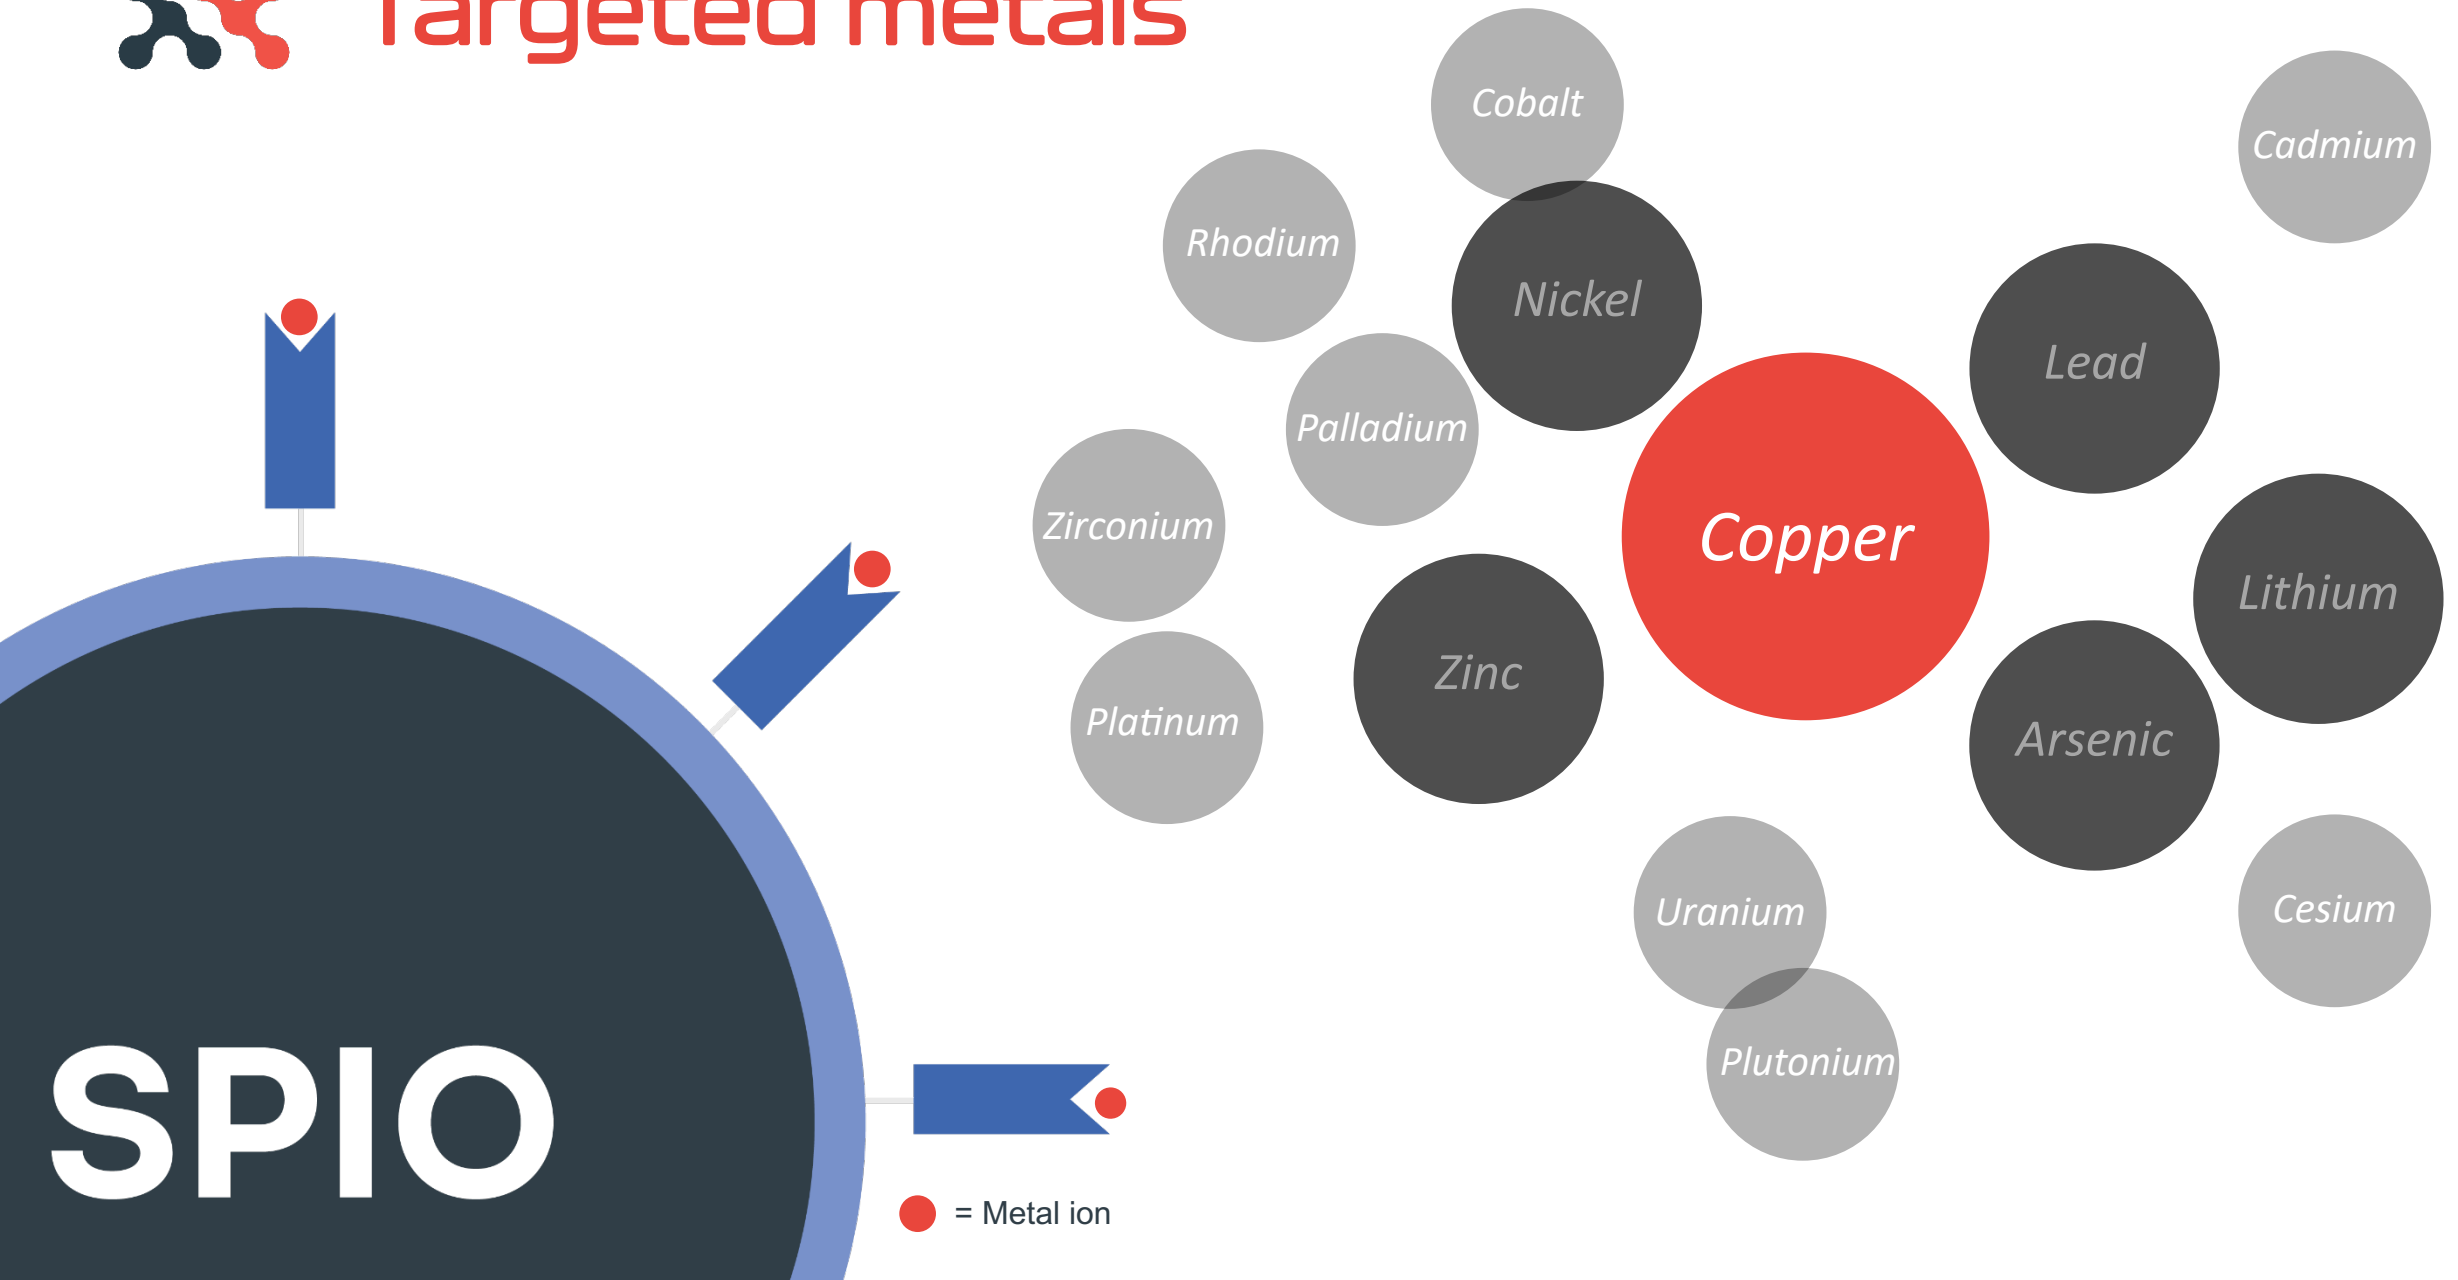 Targeted metals
Cobalt
Cadmium
Rhodium
Nickel
Lead
Palladium
Zirconium
Copper
Lithium
Zinc
Platinum
Arsenic
Uranium
Cesium
Plutonium
SPIO
= Metal ion